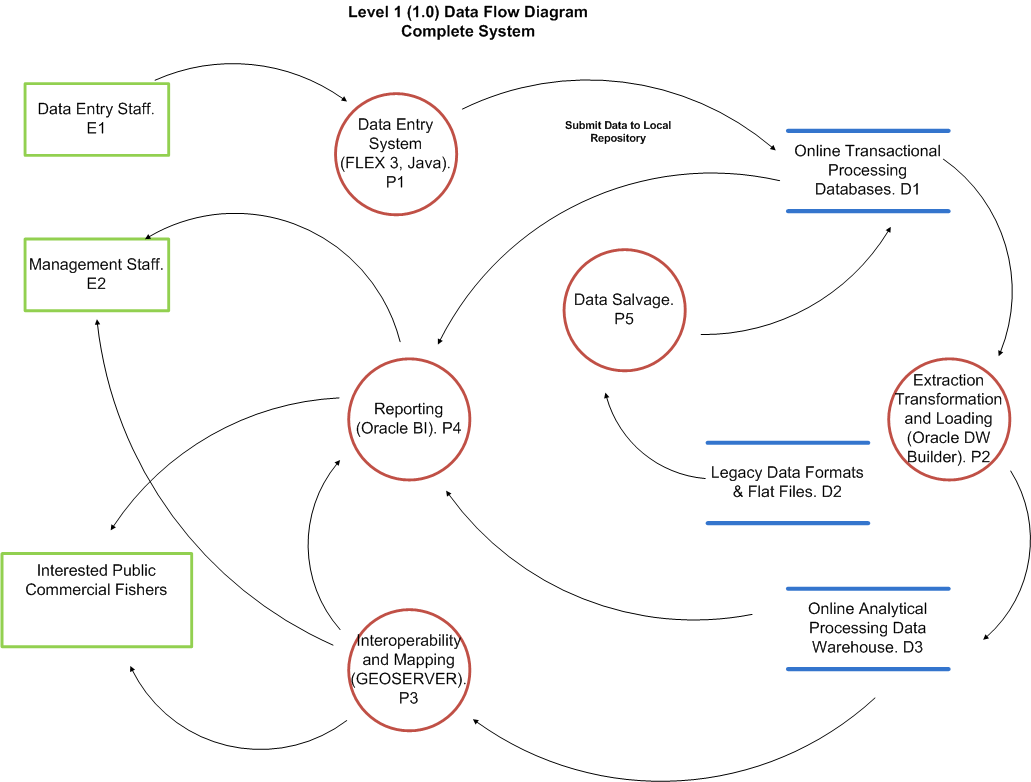 Level 1 (1.0) Data Flow Diagram
Complete System
Data Entry Staff.
E1
Data Entry
System
(FLEX 3, Java).
P1
Submit Data to Local
Repository
Online Transactional
Processing
Databases. D1
Management Staff.
E2
Data Salvage.
P5
Reporting
(Oracle BI). P4
Extraction
Transformation
and Loading
(Oracle DW
Builder). P2
Legacy Data Formats
& Flat Files. D2
Interested Public
Commercial Fishers
Online Analytical
Processing Data
Warehouse. D3
Interoperability
and Mapping
(GEOSERVER).
P3